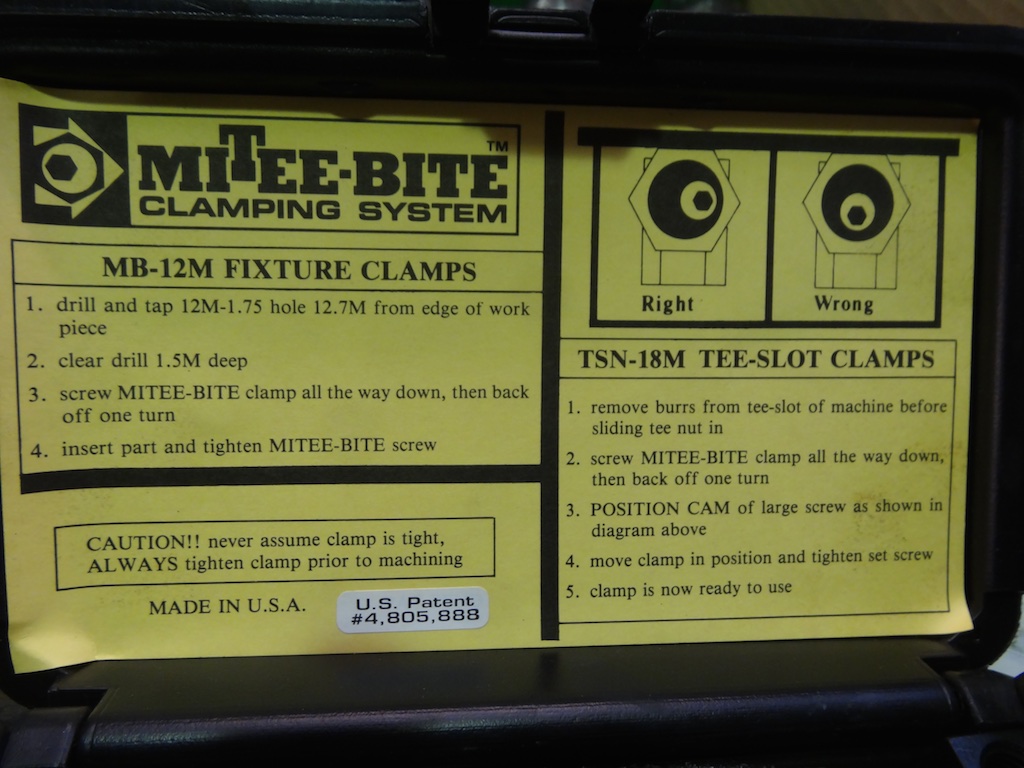 MITEE-BITE™
CLAMPING SYSTEM
MB-12M FIXTURE CLAMPS
1. drill and tap 12M-1.75 hole 12.7M from edge of work
piece
2. clear drill 1.5M deep
3. screw MITEE-BITE clamp all the way down, then back
off one turn
4. insert part and tighten MITEE-BITE screw
CAUTION!! never assume clamp is tight,
ALWAYS tighten clamp prior to machining
MADE IN U.S.A.
U.S. Patent
#4,805,888
Right
Wrong
TSN-18M TEE-SLOT CLAMPS
1. remove burrs from tee-slot of machine before
sliding tee nut in
2. screw MITEE-BITE clamp all the way down,
then back off one turn
3. POSITION CAM of large screw as shown in
diagram above
4. move clamp in position and tighten set screw
5. clamp is now ready to use